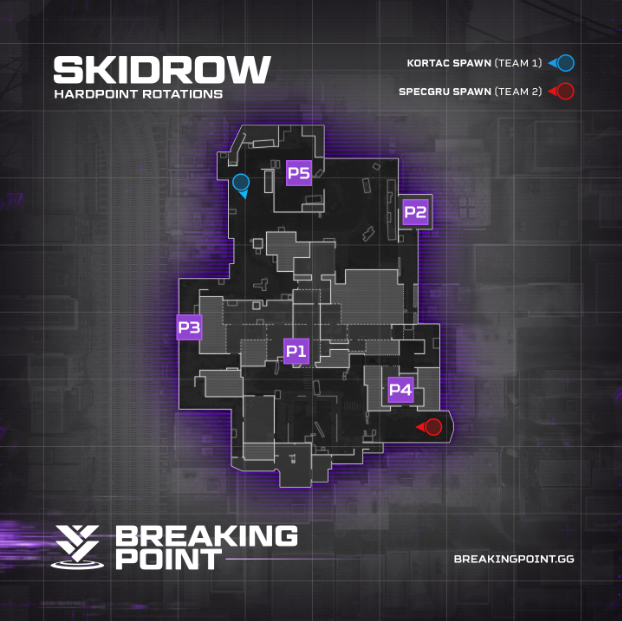 SKIDROW
HARDPOINT ROTATIONS
KORTAC SPAWN (TEAM 1)
SPECGRU SPAWN (TEAM 2)
P5
P2
P3
P1
P4
BREAKING
POINT
BREAKINGPOINT.GG